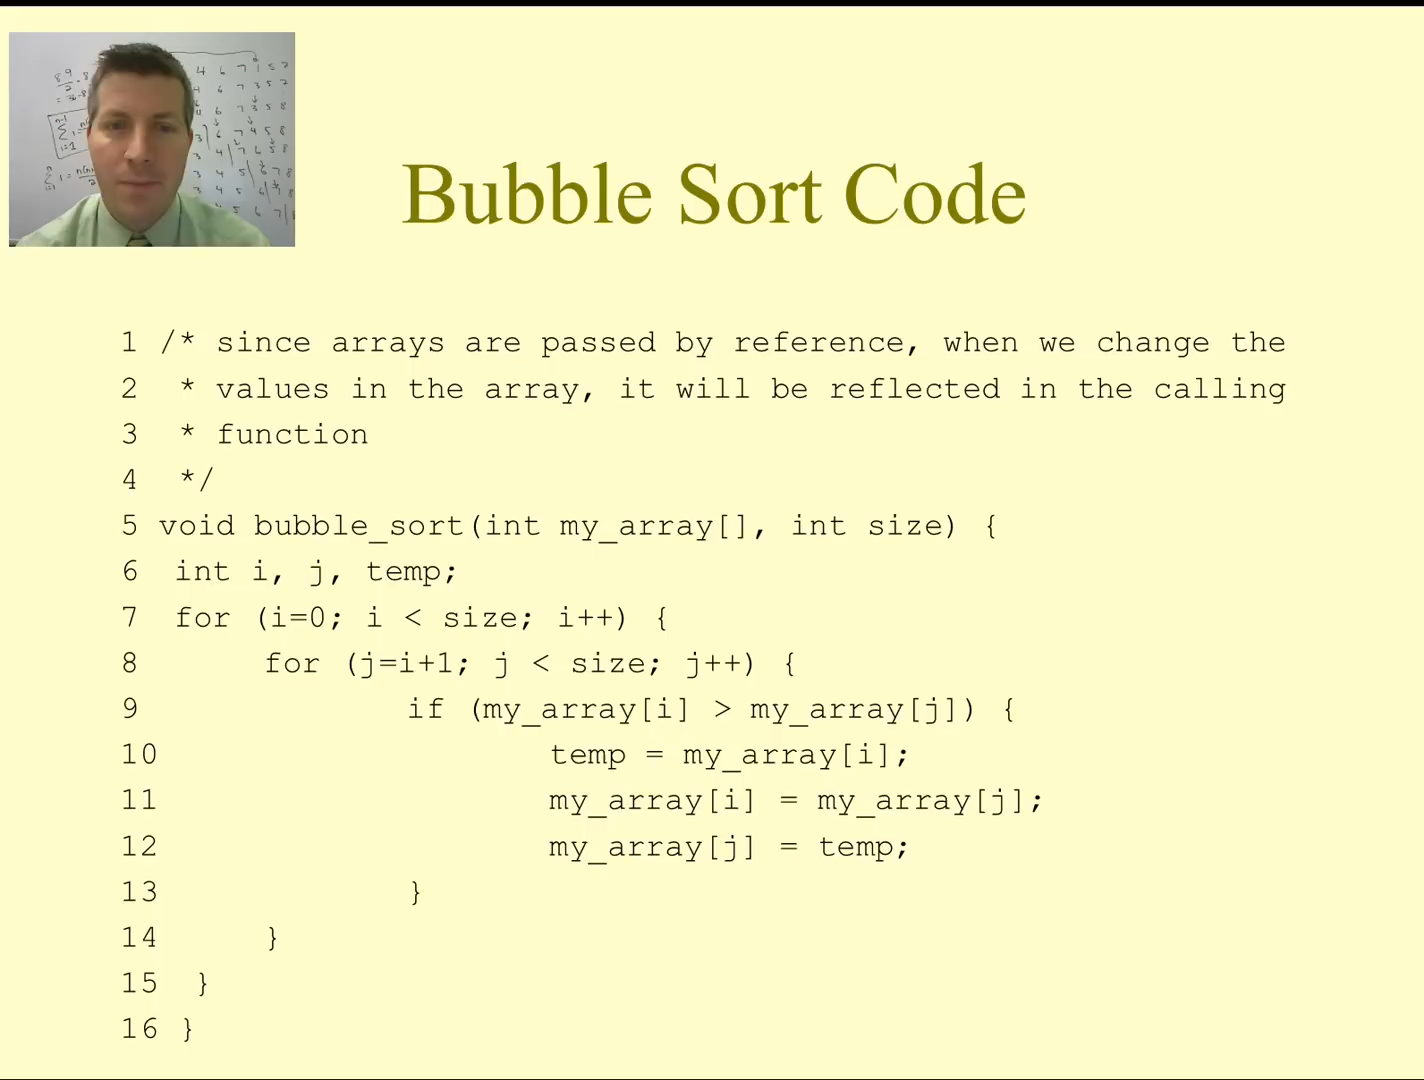 Bubble Sort Code
1 /* since arrays are passed by reference, when we change the
2  * values in the array, it will be reflected in the calling
3  * function
4  */
5 void bubble_sort(int my_array[], int size) {
6  int i, j, temp;
7  for (i=0; i < size; i++) {
8      for (j=i+1; j < size; j++) {
9              if (my_array[i] > my_array[j]) {
10                     temp = my_array[i];
11                     my_array[i] = my_array[j];
12                     my_array[j] = temp;
13             }
14      }
15  }
16 }